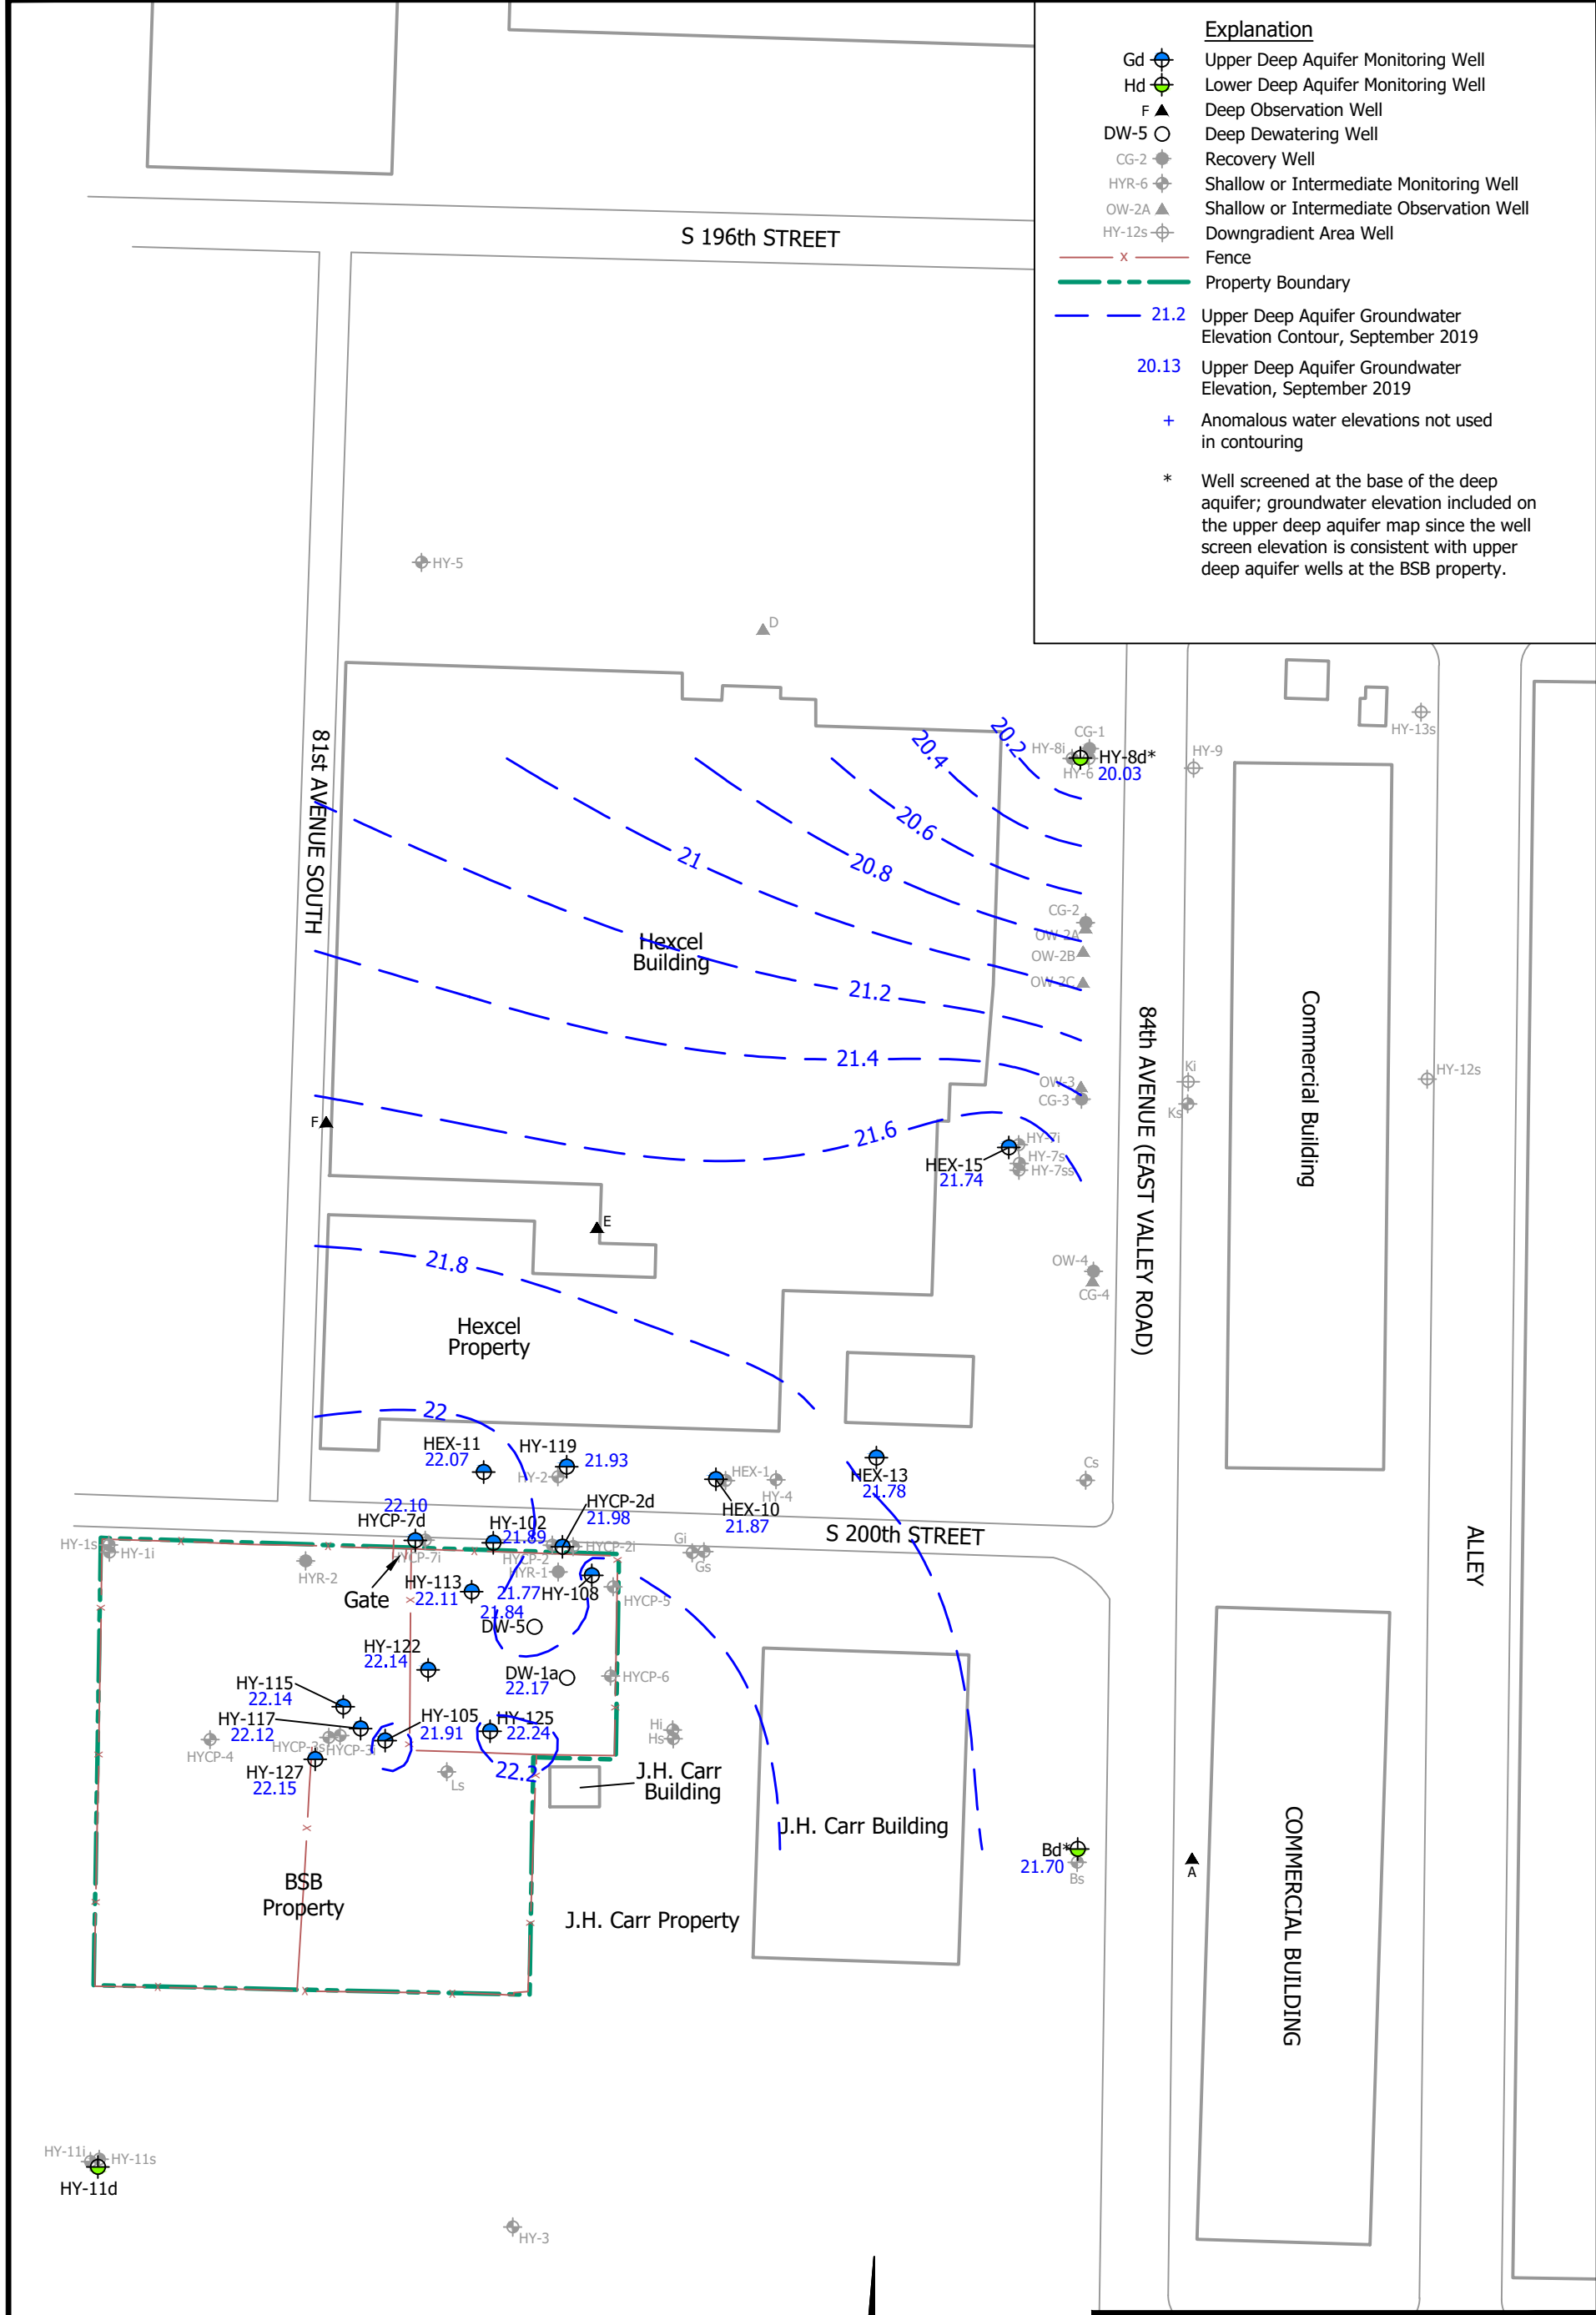 Explanation
Gd Upper Deep Aquifer Monitoring Well
Hd Lower Deep Aquifer Monitoring Well
F Deep Observation Well
DW-5 Deep Dewatering Well
CG-2 Recovery Well
HYR-6 Shallow or Intermediate Monitoring Well
OW-2A Shallow or Intermediate Observation Well
HY-12s Downgradient Area Well
x Fence
Property Boundary
21.2 Upper Deep Aquifer Groundwater
Elevation Contour, September 2019
20.13 Upper Deep Aquifer Groundwater
Elevation, September 2019
+ Anomalous water elevations not used
in contouring
* Well screened at the base of the deep
aquifer; groundwater elevation included on
the upper deep aquifer map since the well
screen elevation is consistent with upper
deep aquifer wells at the BSB property.
S 196th STREET
HY-5
D
81st AVENUE SOUTH
20.2
20.4
20.6
20.8
21
21.2
21.4
21.6
21.8
22
CG-1
HY-8i
HY-8d*
HY-6
20.03
HY-9
HY-13s
Hexcel
Building
CG-2
OW-2A
OW-2B
OW-2C
84th AVENUE (EAST VALLEY ROAD)
Commercial Building
OW-3
CG-3
Ki
Ks
HY-12s
F
HY-7i
HY-7s
HY-7ss
HEX-15
21.74
E
OW-4
CG-4
Hexcel
Property
HEX-11
22.07
HY-119
21.93
HY-2
HEX-1
HY-4
HEX-10
21.87
HEX-13
21.78
Cs
S 200th STREET
ALLEY
22.10
HYCP-7d
HYCP-7i
HY-102
21.89
HYCP-2d
21.98
HYCP-2
HYCP-2i
HY-1s
HY-1i
HYR-2
Gate
HYR-1
Gi
Gs
HY-113
22.11
21.77
HY-108
21.84
DW-5
HYCP-5
HY-122
22.14
DW-1a
22.17
HYCP-6
HY-115
22.14
HY-117
22.12
HY-105
21.91
HY-125
22.24
HYCP-4
HYCP-3s
HYCP-3i
HY-127
22.15
Ls
22.2
Hi
Hs
J.H. Carr
Building
J.H. Carr Building
Bd*
21.70
Bs
A
COMMERCIAL BUILDING
BSB
Property
J.H. Carr Property
HY-11i
HY-11s
HY-11d
HY-3